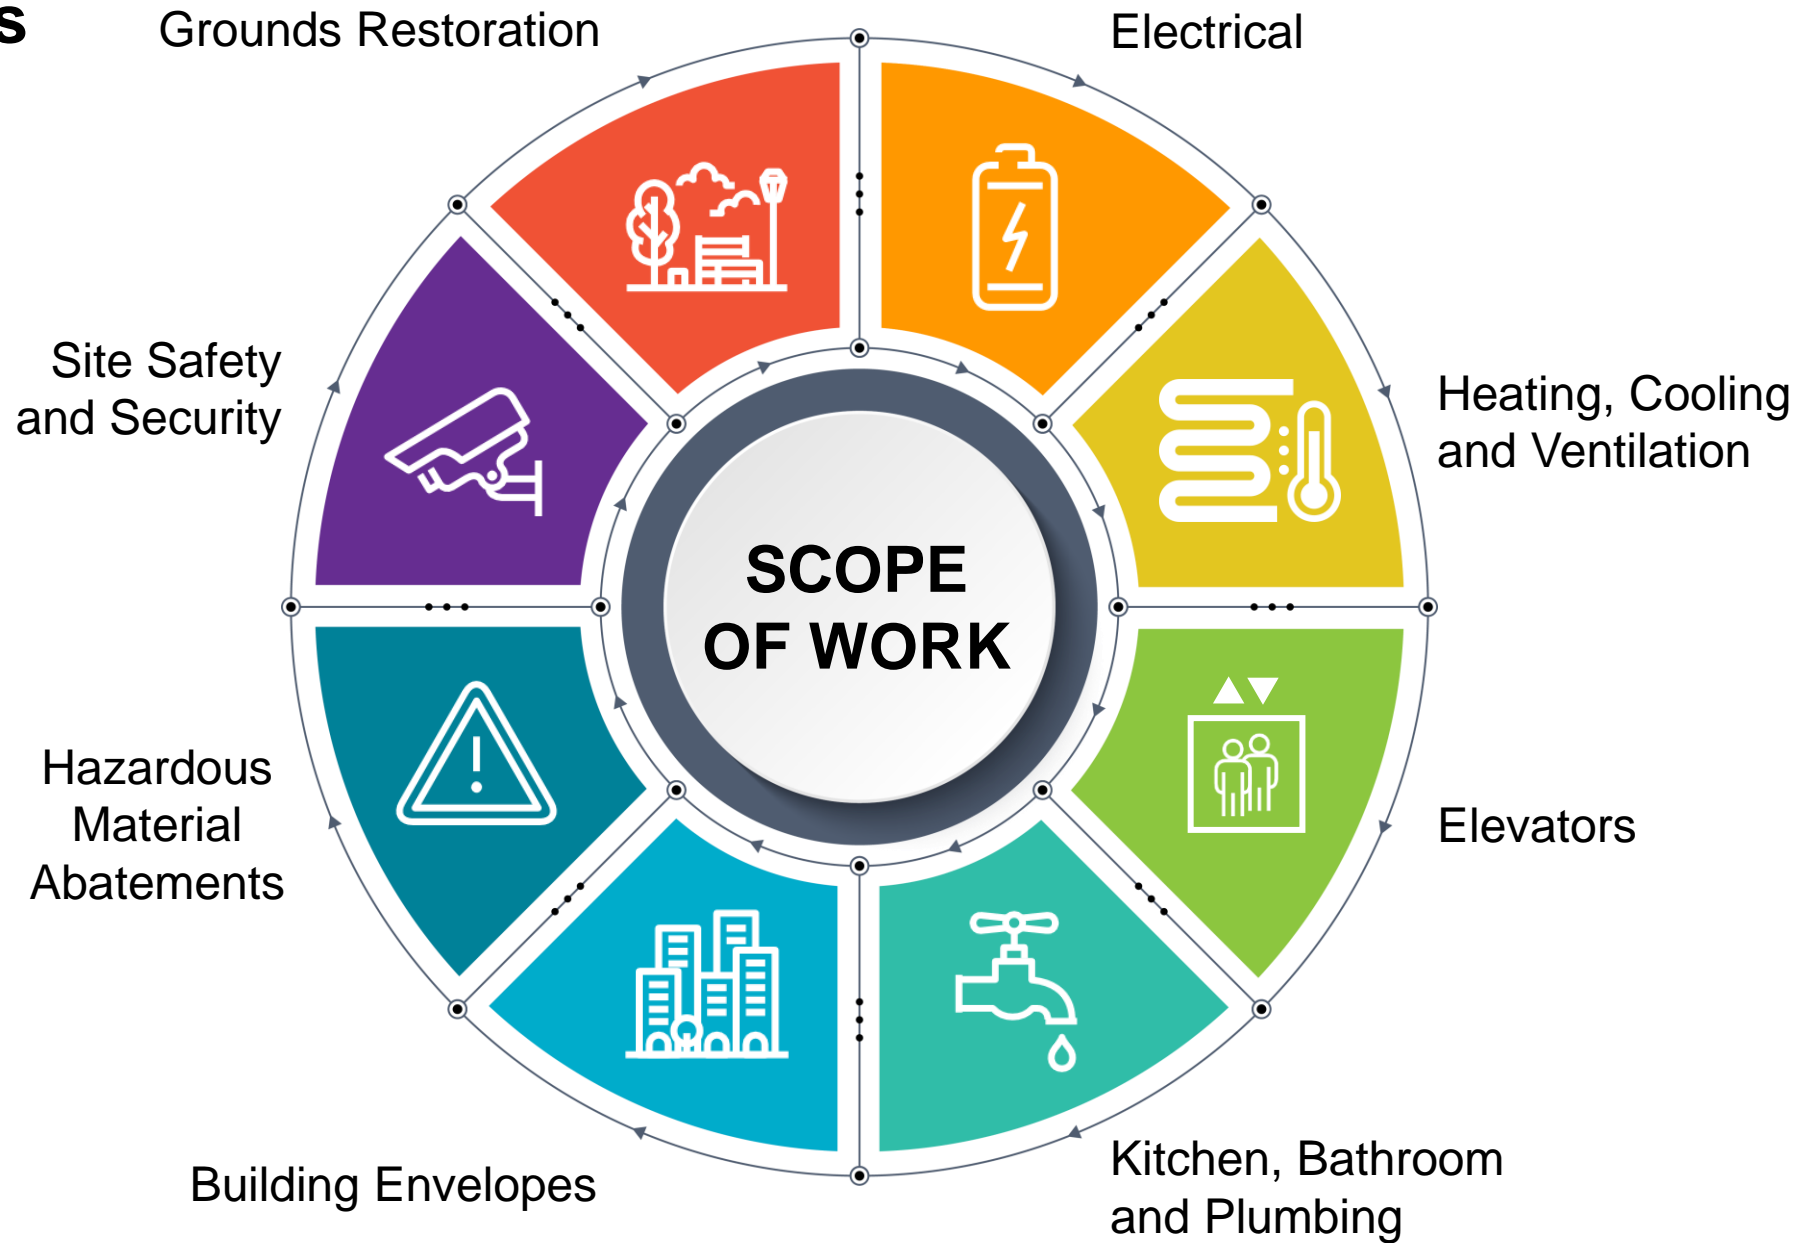 s
Grounds Restoration
Electrical
Site Safety
and Security
Heating, Cooling
and Ventilation
SCOPE
OF WORK
Hazardous
Material
Abatements
Elevators
Building Envelopes
Kitchen, Bathroom
and Plumbing